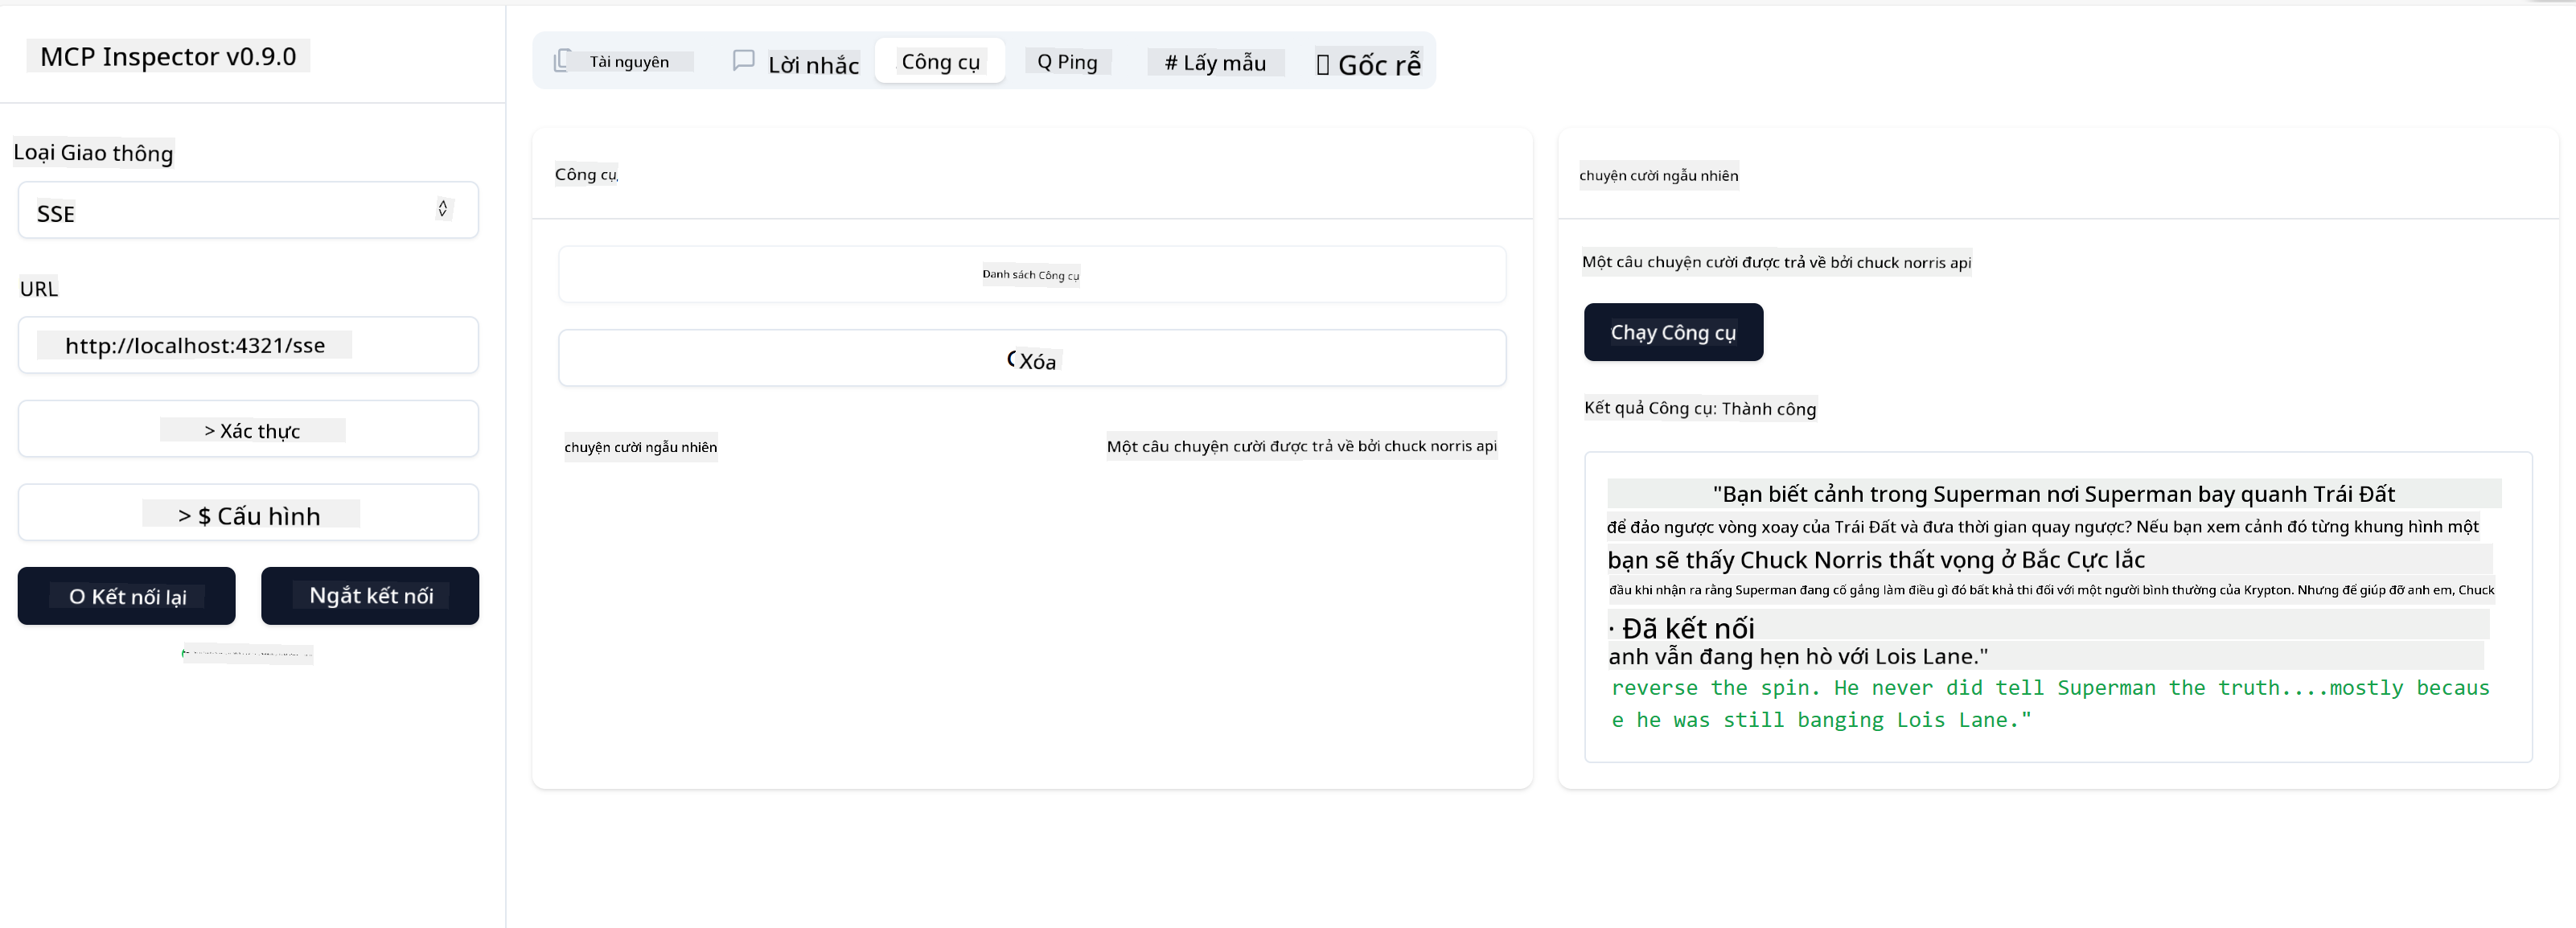 MCP Inspector v0.9.0
Loại Giao thông
SSE
URL
http://localhost:4321/sse
> Xác thực
> $ Cấu hình
O Kết nối lại
Ngắt kết nối
Tài nguyên
Lời nhắc
Công cụ
Q Ping
# Lấy mẫu
Gốc rễ
Công cụ
Danh sách Công cụ
Xóa
chuyện cười ngẫu nhiên
Một câu chuyện cười được trả về bởi chuck norris api
chuyện cười ngẫu nhiên
Một câu chuyện cười được trả về bởi chuck norris api
Chạy Công cụ
Kết quả Công cụ: Thành công
"Bạn biết cảnh trong Superman nơi Superman bay quanh Trái Đất
để đảo ngược vòng xoay của Trái Đất và đưa thời gian quay ngược? Nếu bạn xem cảnh đó từng khung hình một
bạn sẽ thấy Chuck Norris thất vọng ở Bắc Cực lắc
đầu khi nhận ra rằng Superman đang cố gắng làm điều gì đó bất khả thi đối với một người bình thường của Krypton. Nhưng để giúp đỡ anh em, Chuck
· Đã kết nối
anh vẫn đang hẹn hò với Lois Lane."
reverse the spin. He never did tell Superman the truth....mostly becaus
e he was still banging Lois Lane."